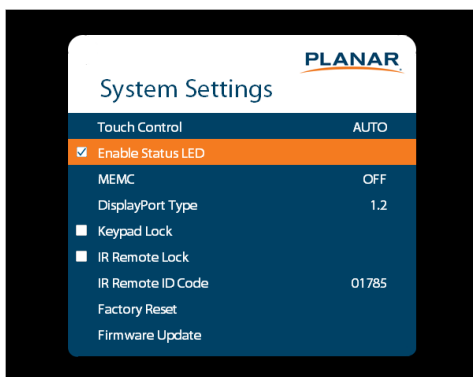 PLANAR
System Settings
Touch Control AUTO
Enable Status LED
MEMC OFF
DisplayPort Type 1.2
Keypad Lock
IR Remote Lock
IR Remote ID Code 01785
Factory Reset
Firmware Update